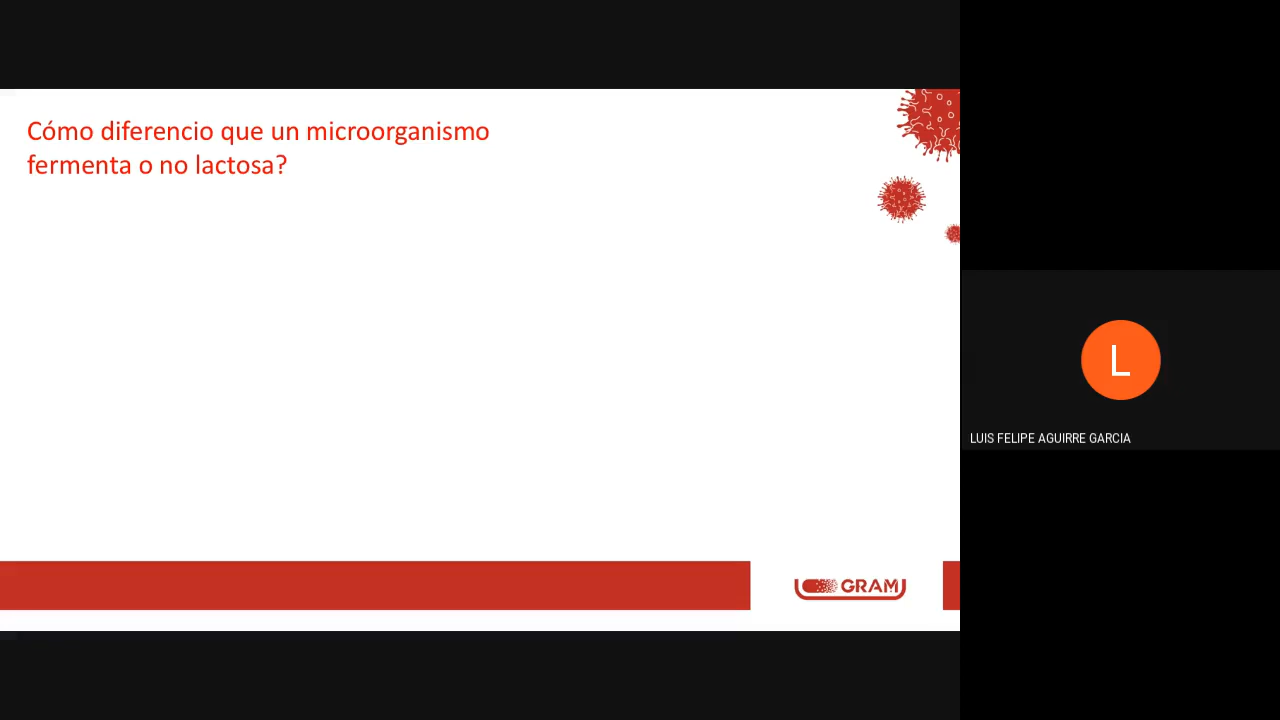 Cómo diferencio que un microorganismo
fermenta o no lactosa?
L
LUIS FELIPE AGUIRRE GARCIA
GRAM